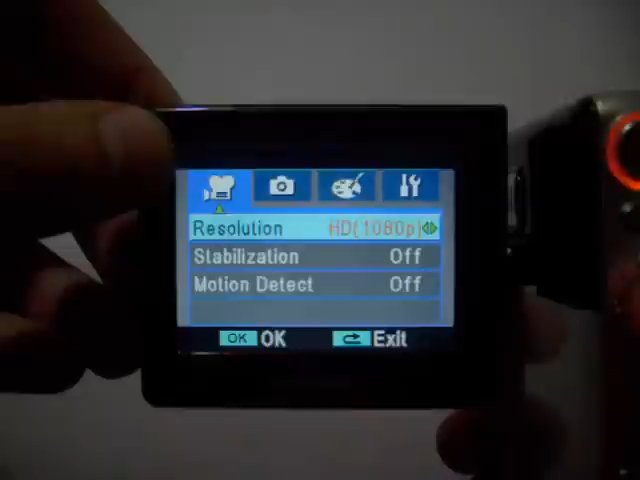 Resolution HD(1080p)
Stabilization Off
Motion Detect Off
OK OK Exit